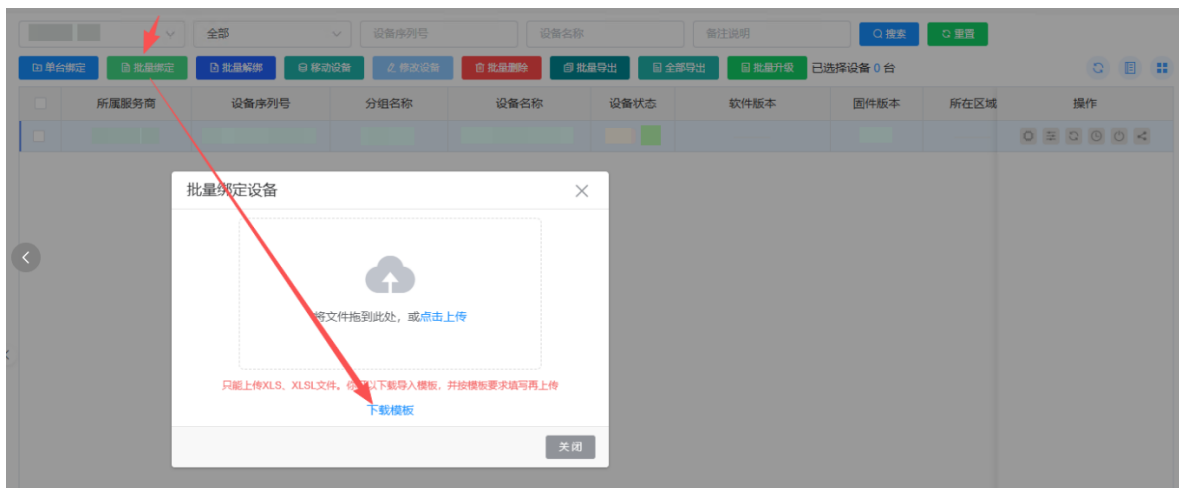 全部 设备序列号 设备名称 备注说明 搜索 重置
单台绑定 批量绑定 批量解绑 移动设备 修改设备 批量删除 批量导出 全部导出 批量升级 已选择设备 0 台
所属服务商 设备序列号 分组名称 设备名称 设备状态 软件版本 固件版本 所在区域 操作
批量绑定设备
将文件拖到此处，或点击上传
只能上传XLS、XLSL文件。你可以下载导入模板，并按模板要求填写再上传
下载模板
关闭